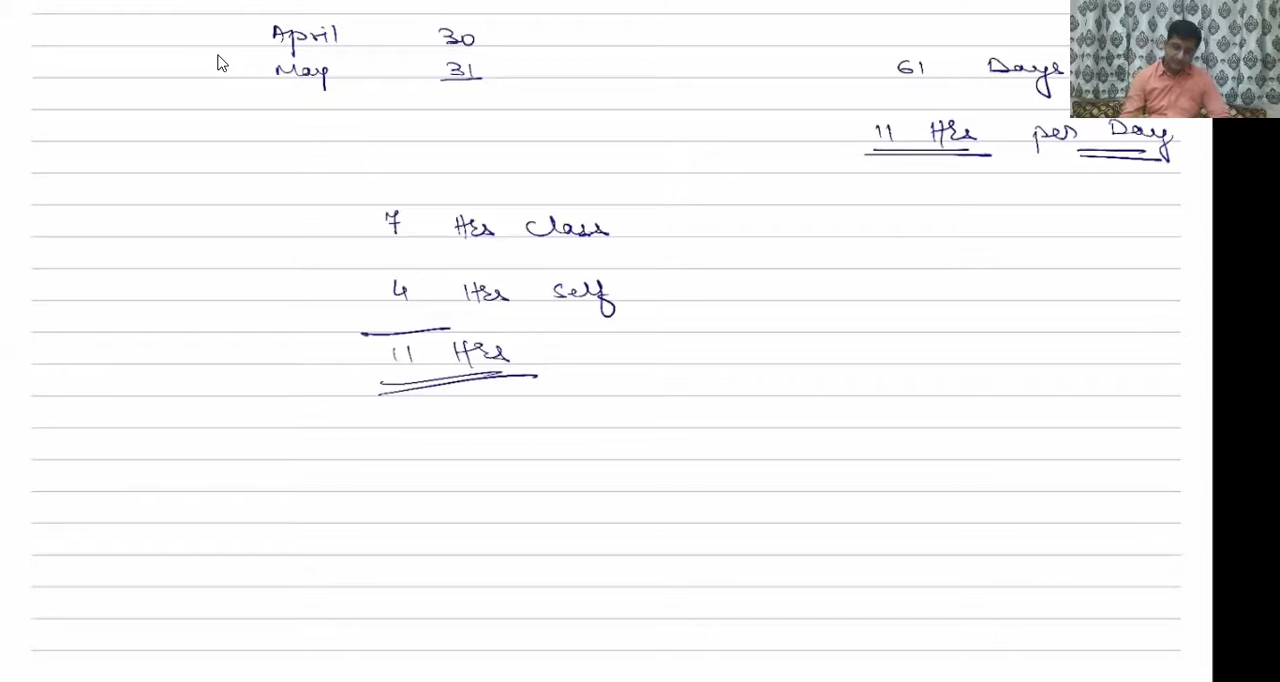 April 30
May 31 61 Days
11 Hrs per Day
7 Hrs Class
4 Hrs Self
11 Hrs